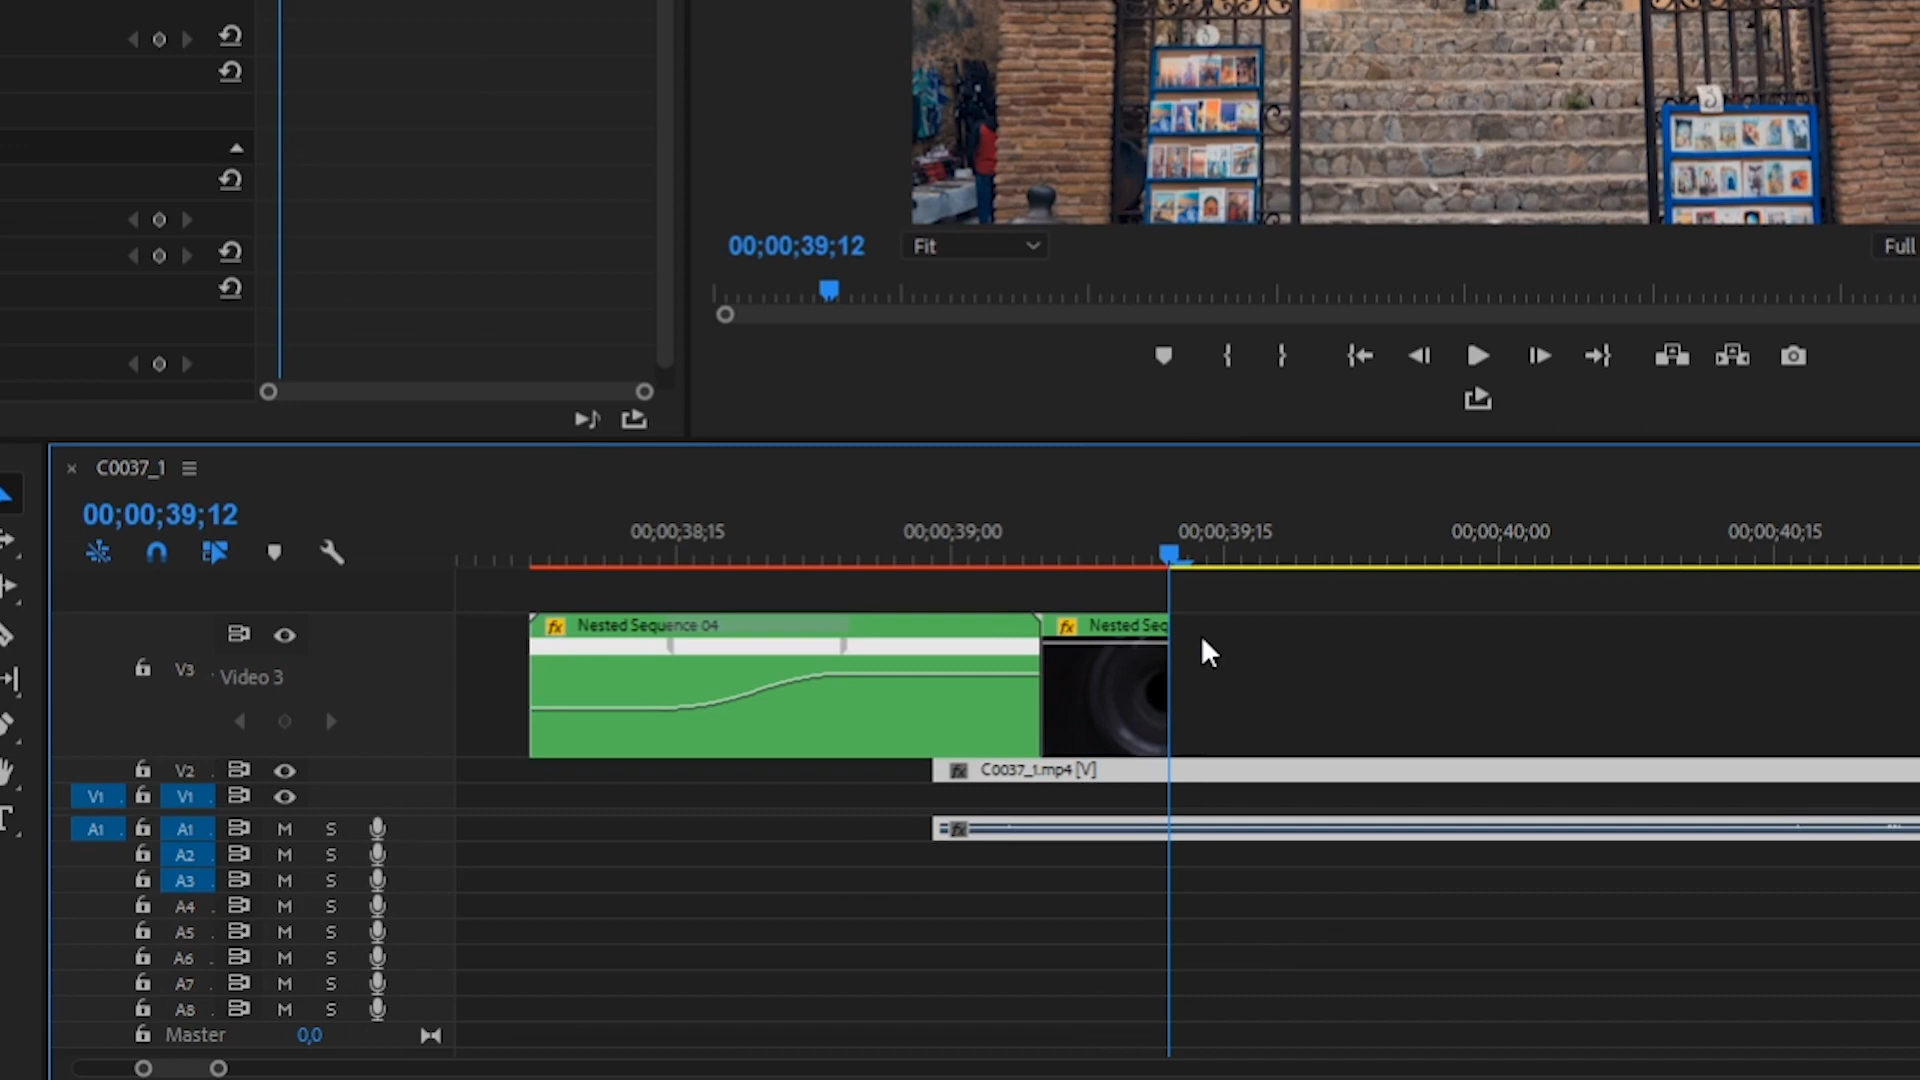 00;00;39;12
Fit
Full
C0037_1
00;00;39;12
00;00;38;15
00;00;39;00
00;00;39;15
00;00;40;00
00;00;40;15
fx Nested Sequence 04
fx Nested Seq
V3
Video 3
V2
fx C0037_1.mp4 [V]
V1 V1
A1 A1 M S
fx
A2 M S
A3 M S
A4 M S
A5 M S
A6 M S
A7 M S
A8 M S
Master 0,0